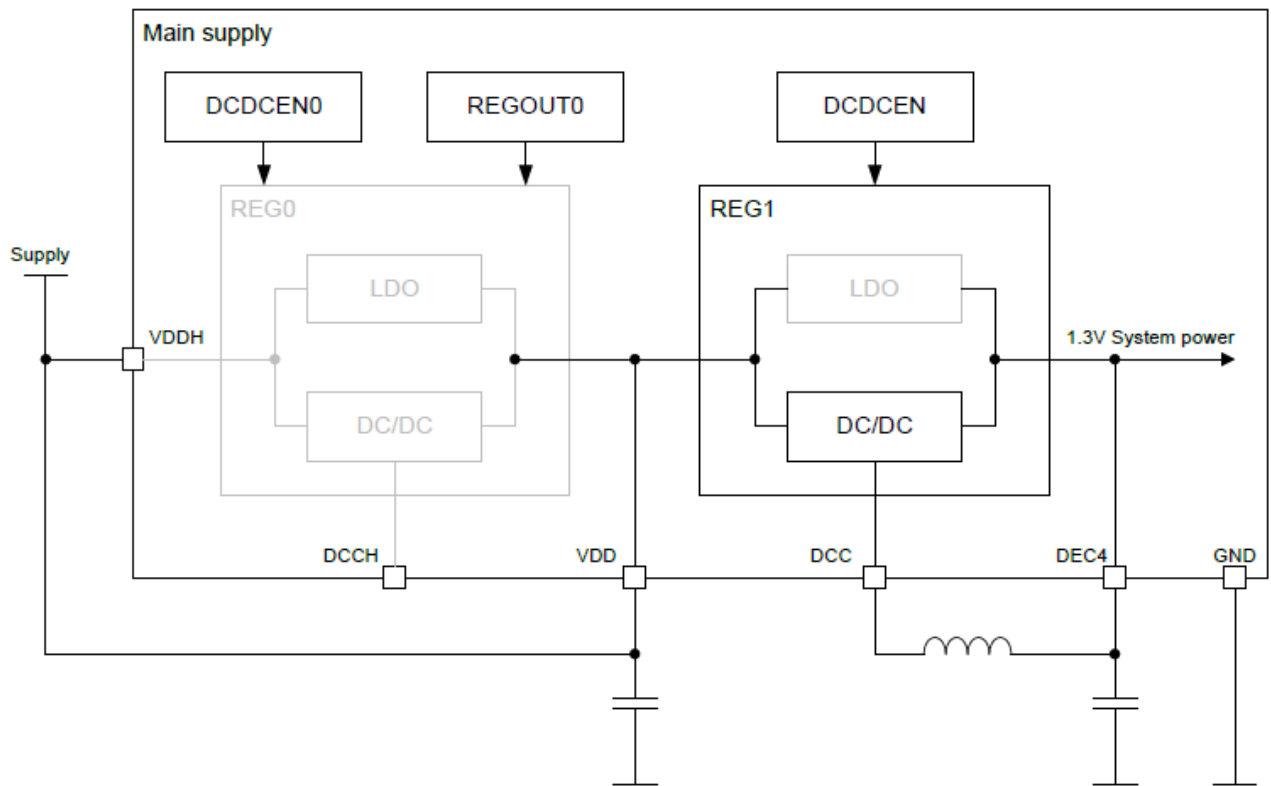 Main supply
DCDCEN0
REGOUT0
DCDCEN
REG0
REG1
Supply
LDO
LDO
VDDH
1.3V System power
DC/DC
DC/DC
DCCH
VDD
DCC
DEC4
GND